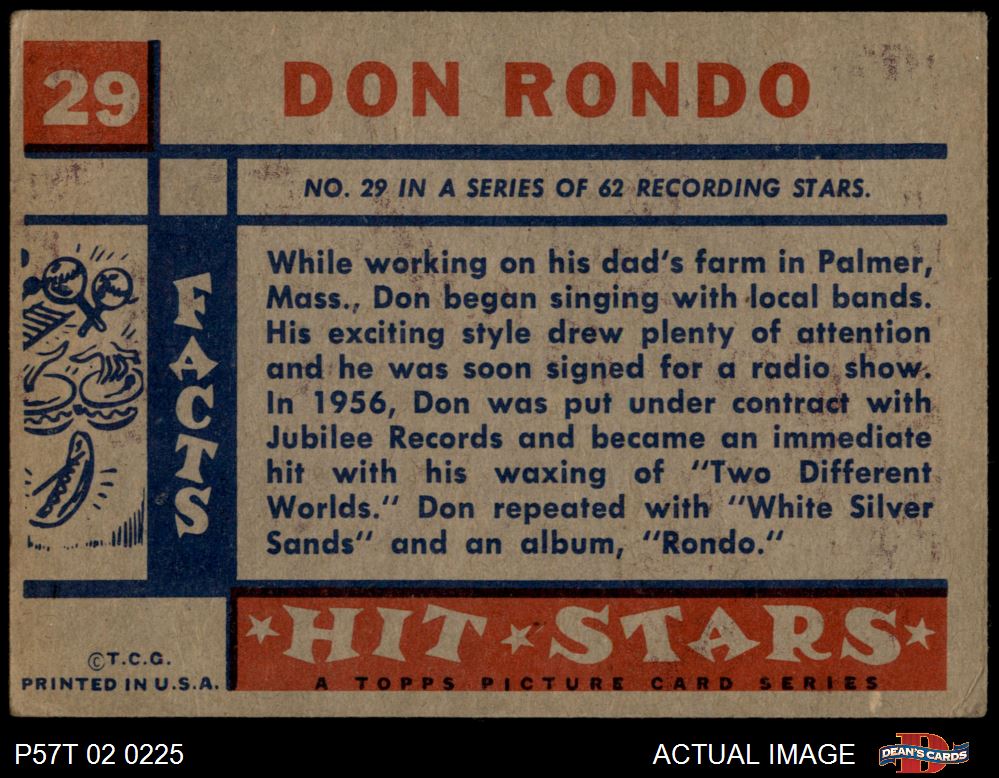 29
DON RONDO
NO. 29 IN A SERIES OF 62 RECORDING STARS.
FACTS
While working on his dad's farm in Palmer,
Mass., Don began singing with local bands.
His exciting style drew plenty of attention
and he was soon signed for a radio show.
In 1956, Don was put under contract with
Jubilee Records and became an immediate
hit with his waxing of "Two Different
Worlds." Don repeated with "White Silver
Sands" and an album, "Rondo."
©T.C.G.
PRINTED IN U.S.A.
HIT STARS
A TOPPS PICTURE CARD SERIES
P57T 02 0225
ACTUAL IMAGE
D
DEAN'S CARDS